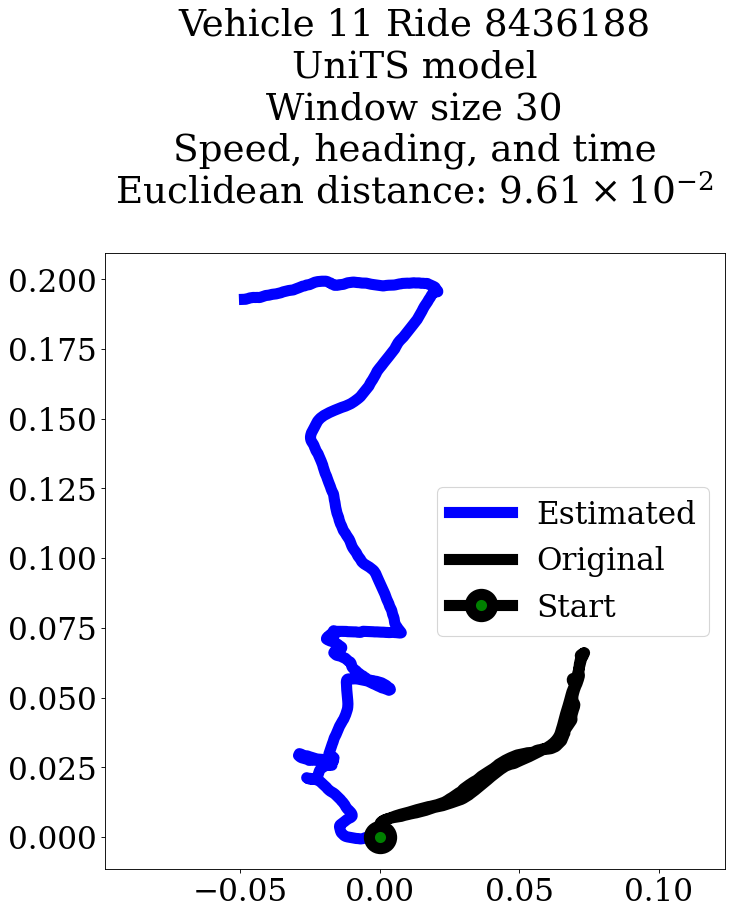 Vehicle 11 Ride 8436188
UniTS model
Window size 30
Speed, heading, and time
Euclidean distance: 9.61 × 10⁻²
0.200
0.175
0.150
0.125
0.100
0.075
0.050
0.025
0.000
Estimated
Original
Start
−0.05 0.00 0.05 0.10